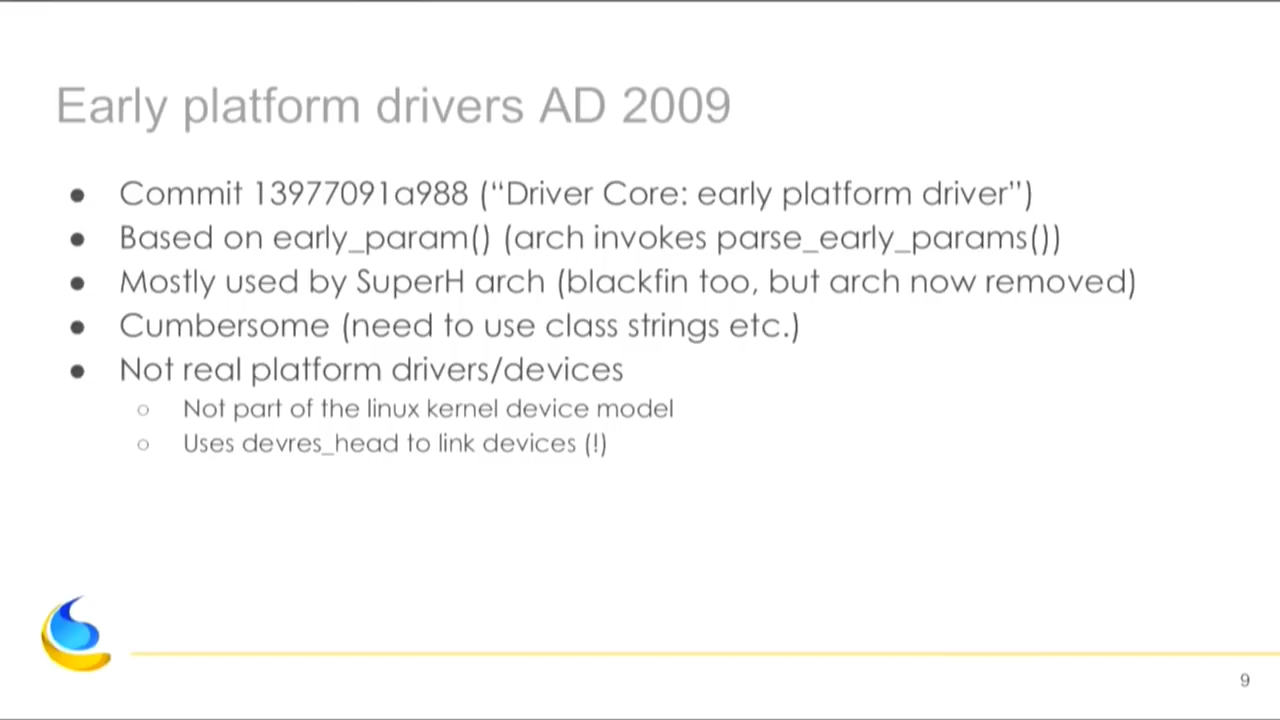 Early platform drivers AD 2009
● Commit 13977091a988 (“Driver Core: early platform driver”)
● Based on early_param() (arch invokes parse_early_params())
● Mostly used by SuperH arch (blackfin too, but arch now removed)
● Cumbersome (need to use class strings etc.)
● Not real platform drivers/devices
○ Not part of the linux kernel device model
○ Uses devres_head to link devices (!)
9